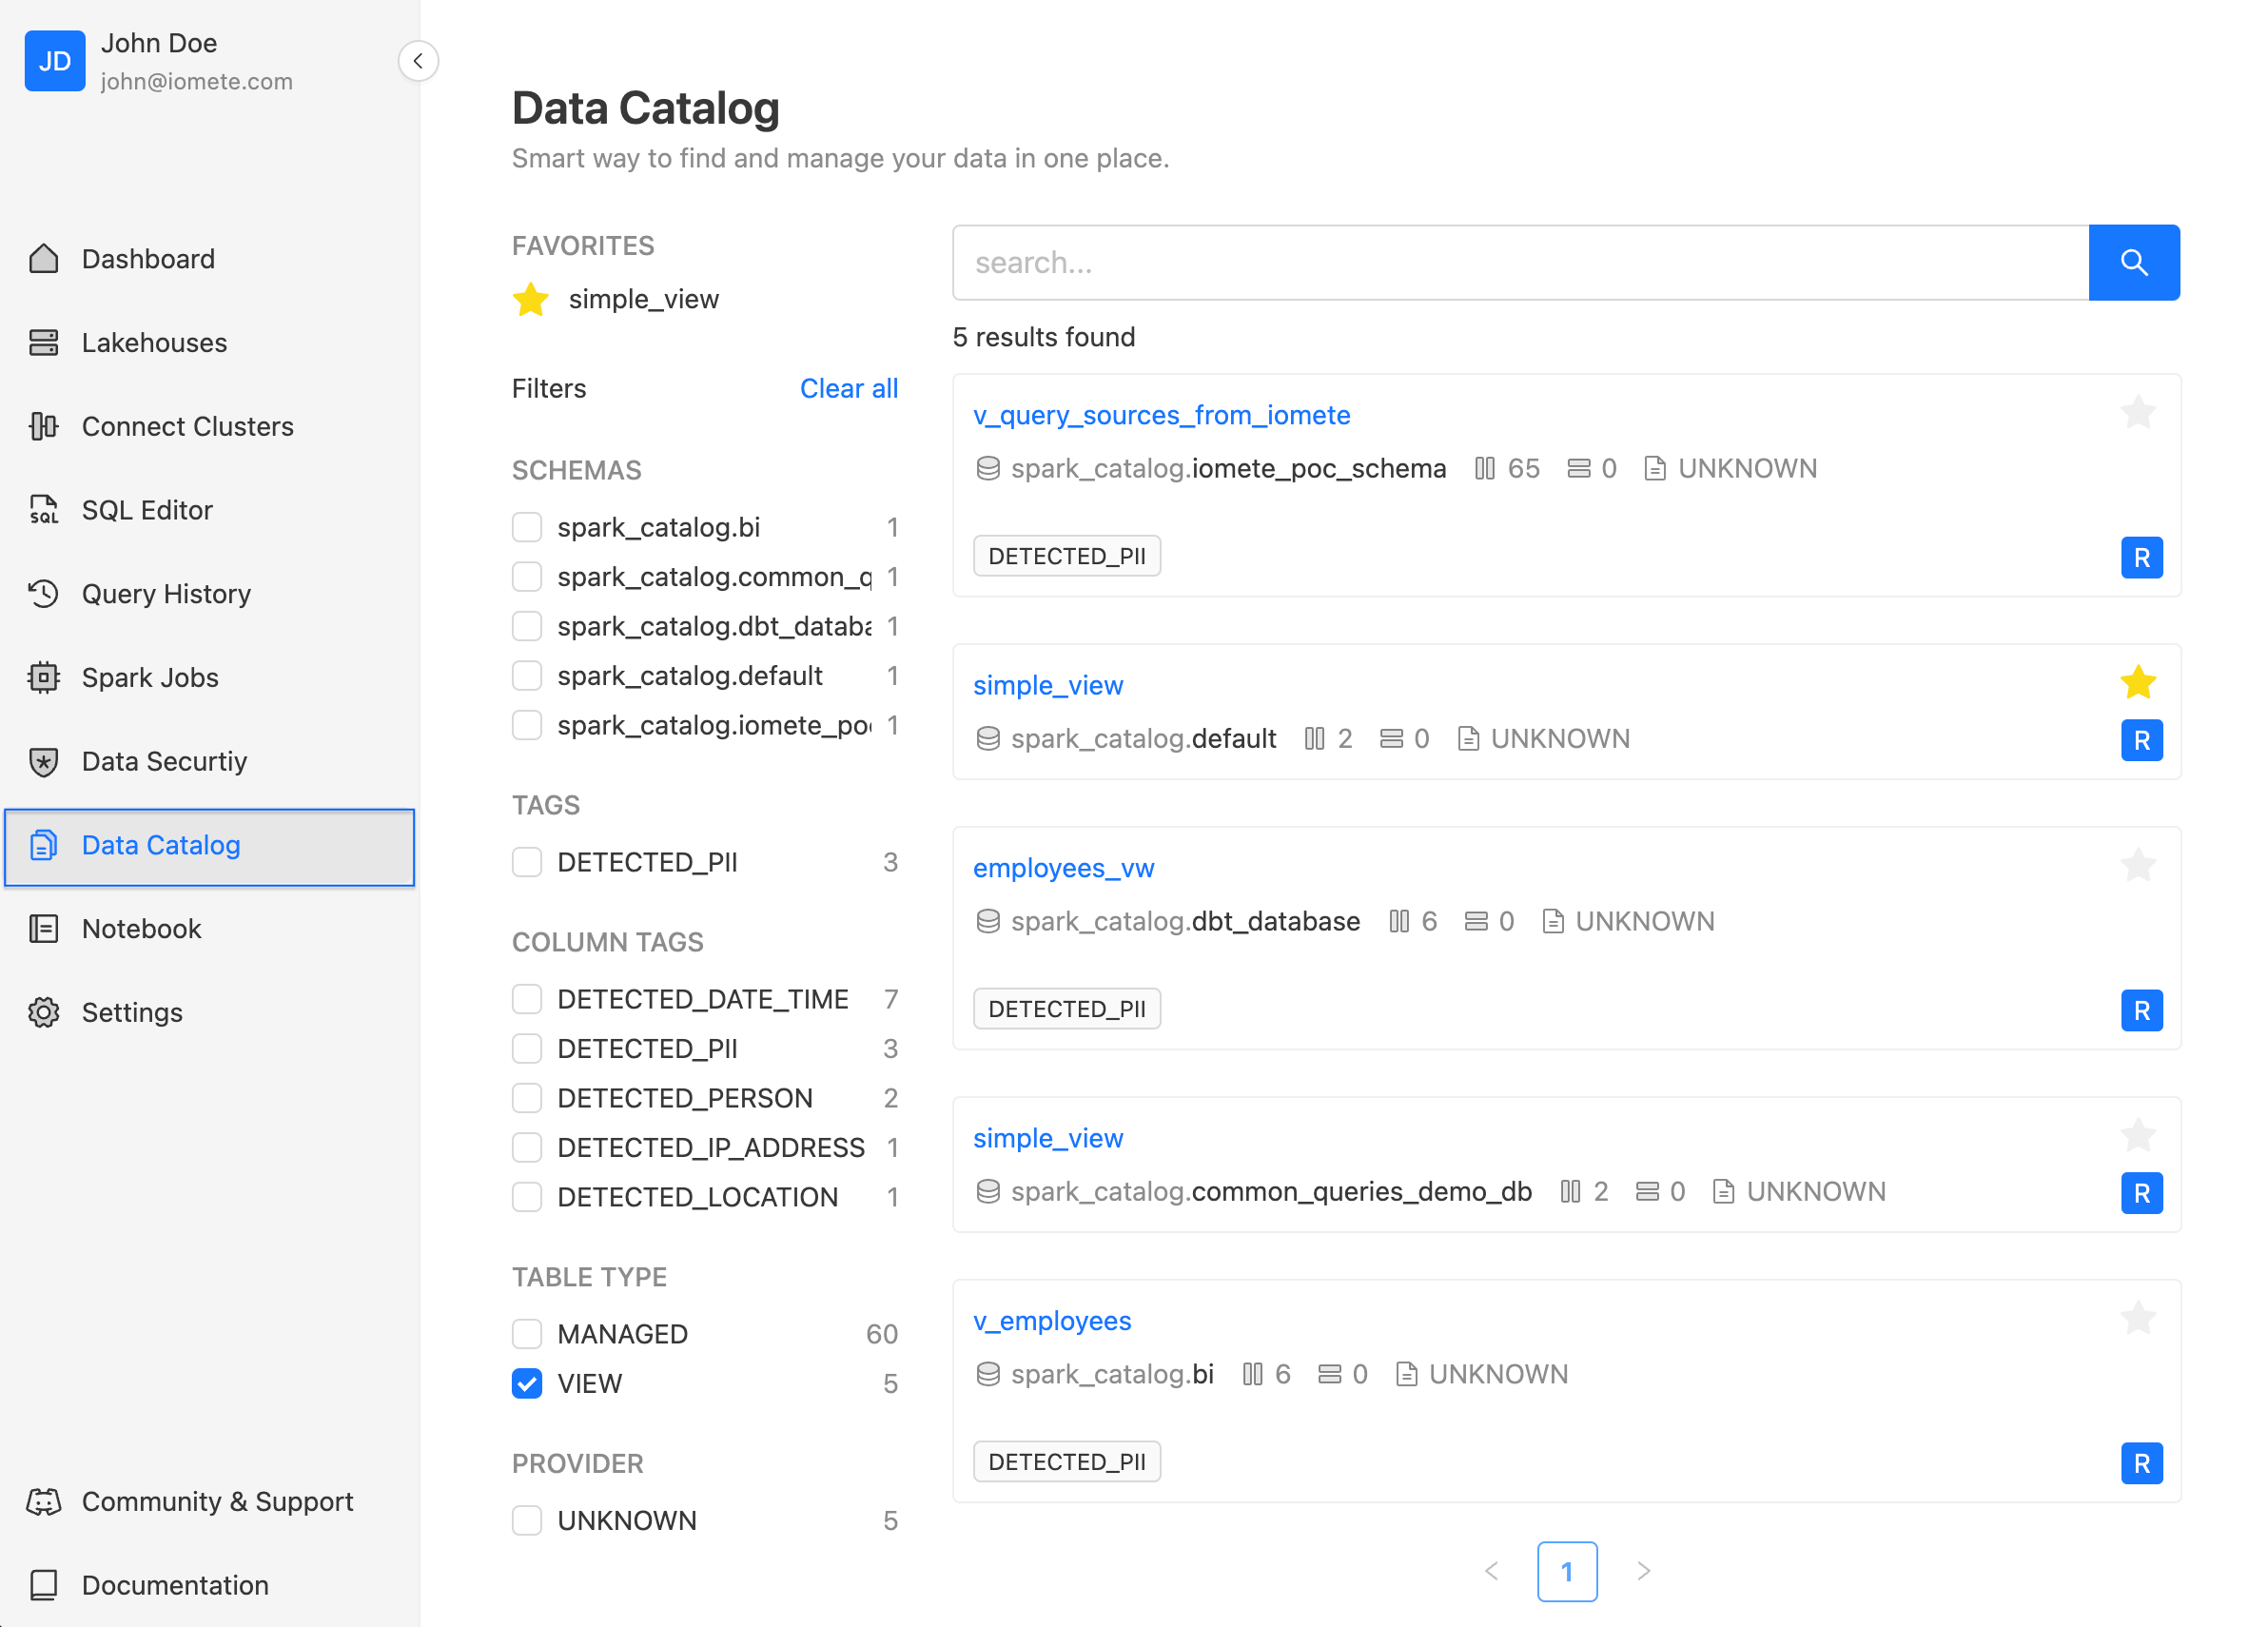 JD
John Doe
john@iomete.com
Dashboard
Lakehouses
Connect Clusters
SQL
SQL Editor
Query History
Spark Jobs
Data Securtiy
Data Catalog
Notebook
Settings
Community & Support
Documentation
Data Catalog
Smart way to find and manage your data in one place.
FAVORITES
simple_view
Filters Clear all
SCHEMAS
spark_catalog.bi 1
spark_catalog.common_q 1
spark_catalog.dbt_databa 1
spark_catalog.default 1
spark_catalog.iomete_poc 1
TAGS
DETECTED_PII 3
COLUMN TAGS
DETECTED_DATE_TIME 7
DETECTED_PII 3
DETECTED_PERSON 2
DETECTED_IP_ADDRESS 1
DETECTED_LOCATION 1
TABLE TYPE
MANAGED 60
VIEW 5
PROVIDER
UNKNOWN 5
search...
5 results found
v_query_sources_from_iomete
spark_catalog.iomete_poc_schema 65 0 UNKNOWN
DETECTED_PII R
simple_view
spark_catalog.default 2 0 UNKNOWN R
employees_vw
spark_catalog.dbt_database 6 0 UNKNOWN
DETECTED_PII R
simple_view
spark_catalog.common_queries_demo_db 2 0 UNKNOWN R
v_employees
spark_catalog.bi 6 0 UNKNOWN
DETECTED_PII R
1